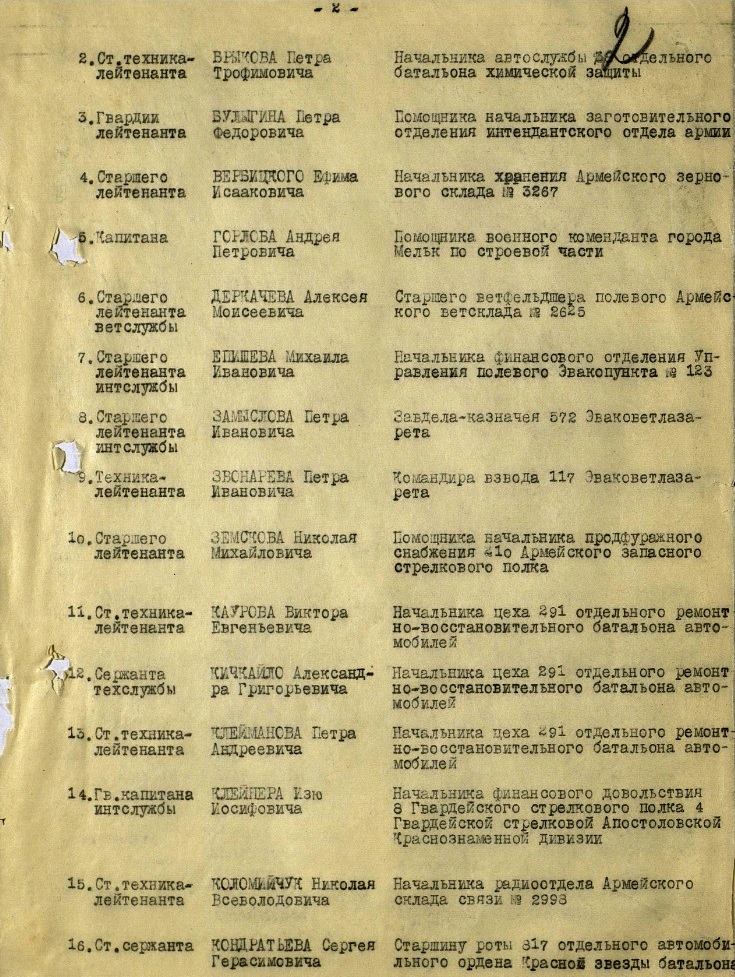 - 2 -
2
2. Ст.техника- БРЫКОВА Петра Начальника автослужбы отдельного
лейтенанта Трофимовича батальона химической защиты
3. Гвардии БУЛЫГИНА Петра Помощника начальника заготовительного
лейтенанта Федоровича отделения интендантского отдела армии
4. Старшего ВЕРБИЦКОГО Ефима Начальника хранения Армейского зерно-
лейтенанта Исааковича вого склада № 3267
5. Капитана ГОРЛОВА Андрея Помощника военного коменданта города
Петровича Мельк по строевой части
6. Старшего ДЕРКАЧЕВА Алексея Старшего ветфельдшера полевого Армейс-
лейтенанта Моисеевича кого ветсклада № 2625
ветслужбы
7. Старшего ЕПИШЕВА Михаила Начальника финансового отделения Уп-
лейтенанта Ивановича равления полевого Эвакопункта № 123
интслужбы
8. Старшего ЗАМЫСЛОВА Петра Завдела-казначея 572 Эваковетлаза-
лейтенанта Ивановича рета
интслужбы
9. Техника- ЗВОНАРЕВА Петра Командира взвода 117 Эваковетлаза-
лейтенанта Ивановича рета
1о. Старшего ЗЕМСКОВА Николая Помощника начальника продфуражного
лейтенанта Михайловича снабжения 41о Армейского запасного
стрелкового полка
11. Ст.техника- КАУРОВА Виктора Начальника цеха 291 отдельного ремонт
лейтенанта Евгеньевича но-восстановительного батальона авто-
мобилей
12. Сержанта КИЧКАЙЛО Александ- Начальника цеха 291 отдельного ремонт
техслужбы ра Григорьевича но-восстановительного батальона авто-
мобилей
13. Ст.техника- КЛЕЙМАНОВА Петра Начальника цеха 291 отдельного ремонт-
лейтенанта Андреевича но-восстановительного батальона авто-
мобилей
14. Гв.капитана КЛЕЙНЕРА Изю Начальника финансового довольствия
интслужбы Иосифовича 8 Гвардейского стрелкового полка 4
Гвардейской стрелковой Апостоловской
Краснознаменной дивизии
15. Ст.техника- КОЛОМИЙЧУК Николая Начальника радиоотдела Армейского
лейтенанта Всеволодовича склада связи № 2998
16. Ст.сержанта КОНДРАТЬЕВА Сергея Старшину роты 817 отдельного автомоби-
Герасимовича льного ордена Красной звезды батальона